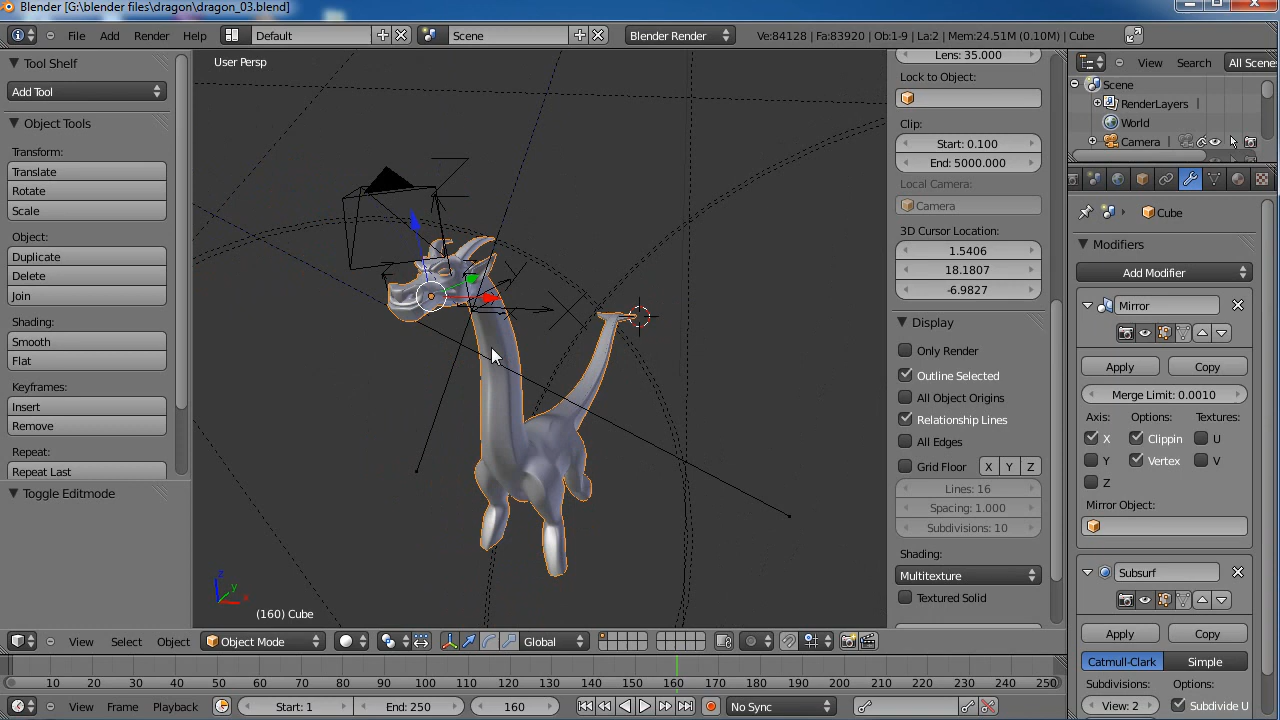 Blender [G:\blender files\dragon\dragon_03.blend]
File Add Render Help Default Scene Blender Render Ve:84128 | Fa:83920 | Ob:1-9 | La:2 | Mem:24.51M (0.10M) | Cube
Tool Shelf
Add Tool
Object Tools
Transform:
Translate
Rotate
Scale
Object:
Duplicate
Delete
Join
Shading:
Smooth
Flat
Keyframes:
Insert
Remove
Repeat:
Repeat Last
Toggle Editmode
User Persp
z
y
x
(160) Cube
Lens: 35.000
Lock to Object:
Clip:
Start: 0.100
End: 5000.000
Local Camera:
Camera
3D Cursor Location:
1.5406
18.1807
-6.9827
Display
Only Render
Outline Selected
All Object Origins
Relationship Lines
All Edges
Grid Floor X Y Z
Lines: 16
Spacing: 1.000
Subdivisions: 10
Shading:
Multitexture
Textured Solid
View Search All Scene
Scene
RenderLayers
World
Camera
Cube
Modifiers
Add Modifier
Mirror
Apply Copy
Merge Limit: 0.0010
Axis: Options: Textures:
X Clippin U
Y Vertex V
Z
Mirror Object:
Subsurf
Apply Copy
Catmull-Clark Simple
Subdivisions: Options:
View: 2 Subdivide U
View Select Object Object Mode Global
10 20 30 40 50 60 70 80 90 100 110 120 130 140 150 160 170 180 190 200 210 220 230 240 250
View Frame Playback Start: 1 End: 250 160 No Sync